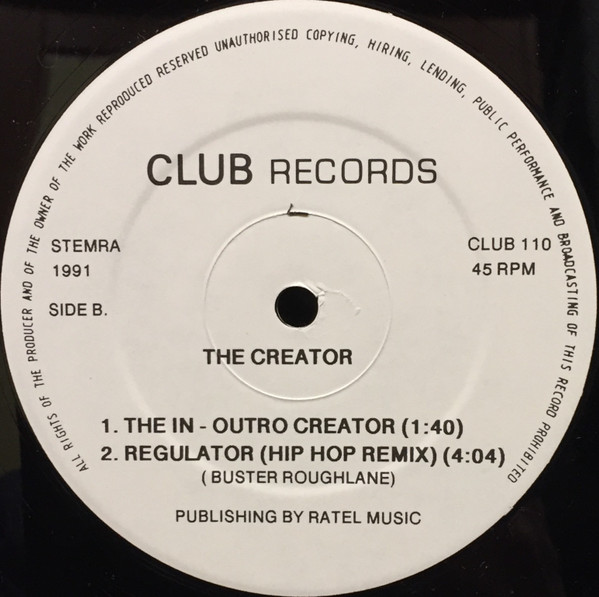 ALL RIGHTS OF THE PRODUCER AND OF THE OWNER OF THE WORK REPRODUCED RESERVED UNAUTHORISED COPYING, HIRING, LENDING, PUBLIC PERFORMANCE AND BROADCASTING OF THIS RECORD PROHIBITED
CLUB RECORDS
STEMRA
1991
CLUB 110
45 RPM
SIDE B.
THE CREATOR
1. THE IN - OUTRO CREATOR (1:40)
2. REGULATOR (HIP HOP REMIX) (4:04)
( BUSTER ROUGHLANE)
PUBLISHING BY RATEL MUSIC